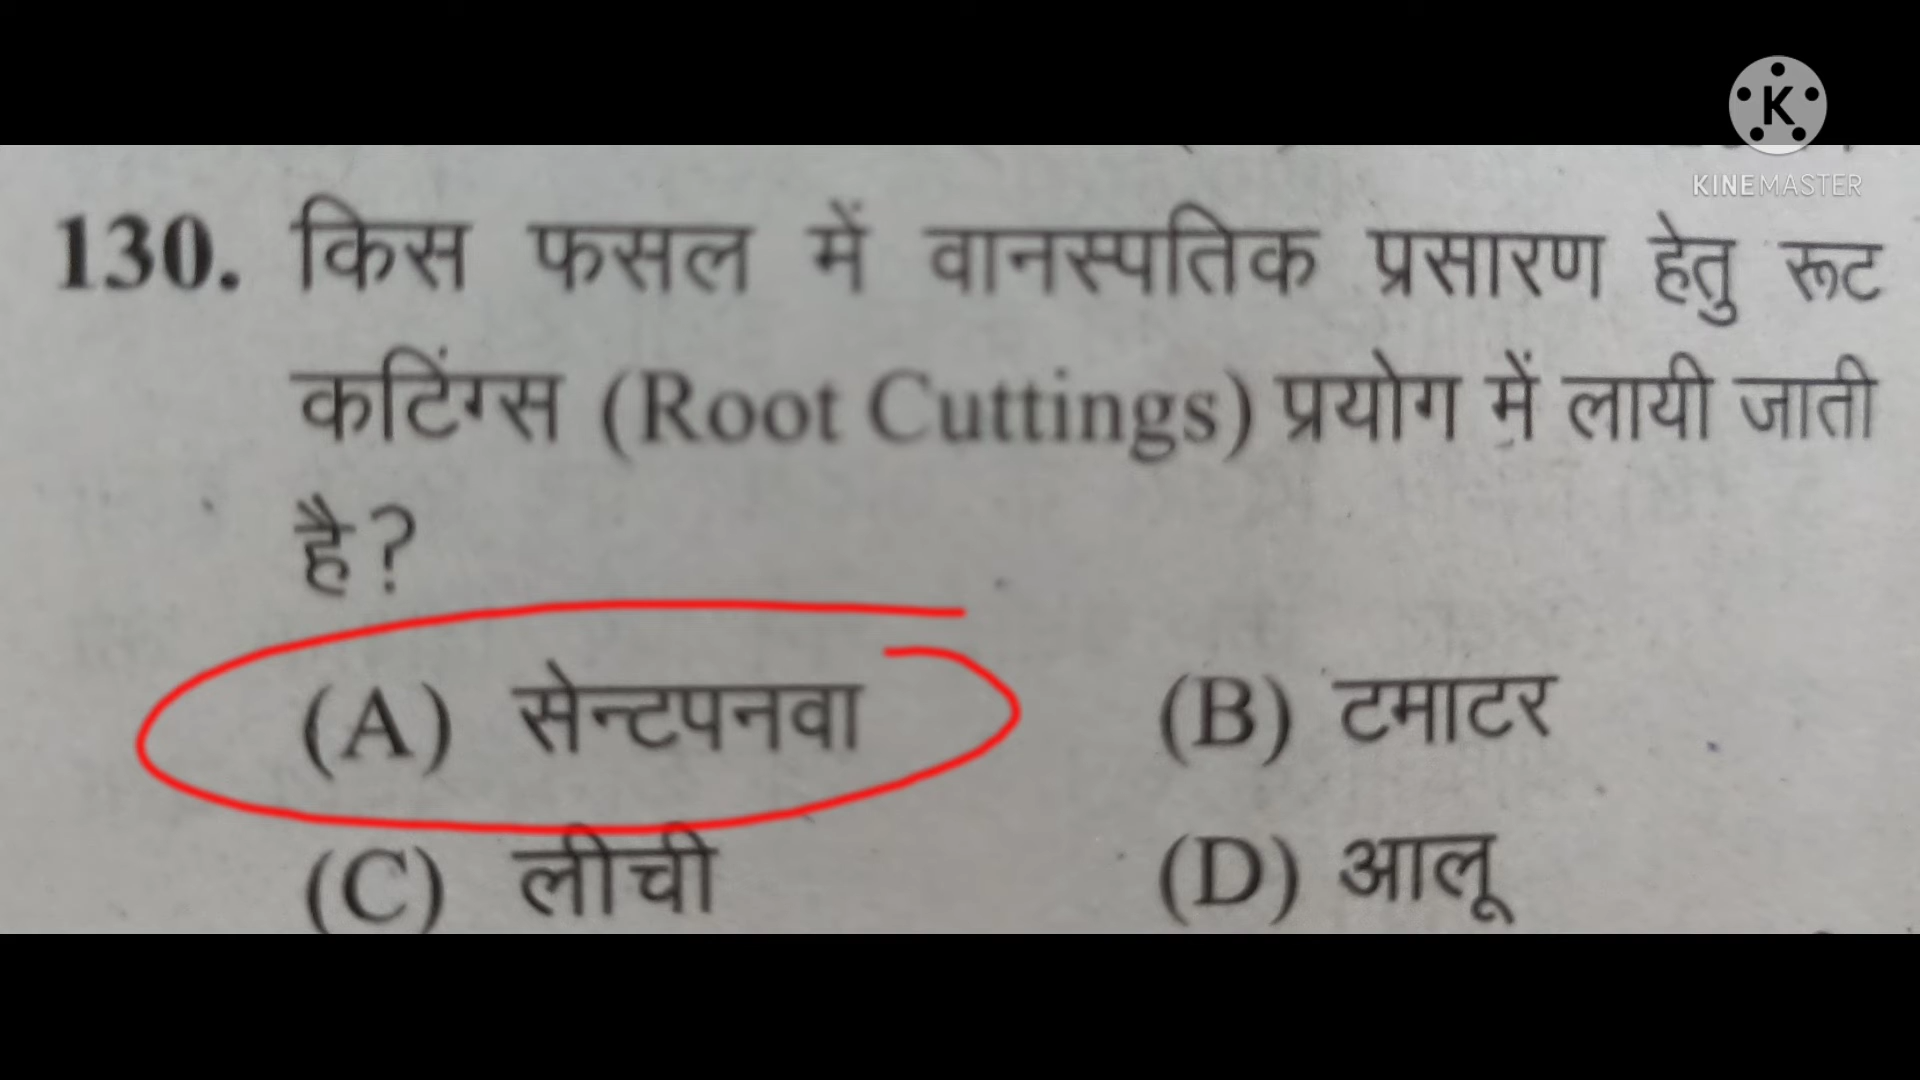 K
KINEMASTER
130. किस फसल में वानस्पतिक प्रसारण हेतु रूट
कटिंग्स (Root Cuttings) प्रयोग में लायी जाती
है?
(A) सेन्टपनवा (B) टमाटर
(C) लीची (D) आलू